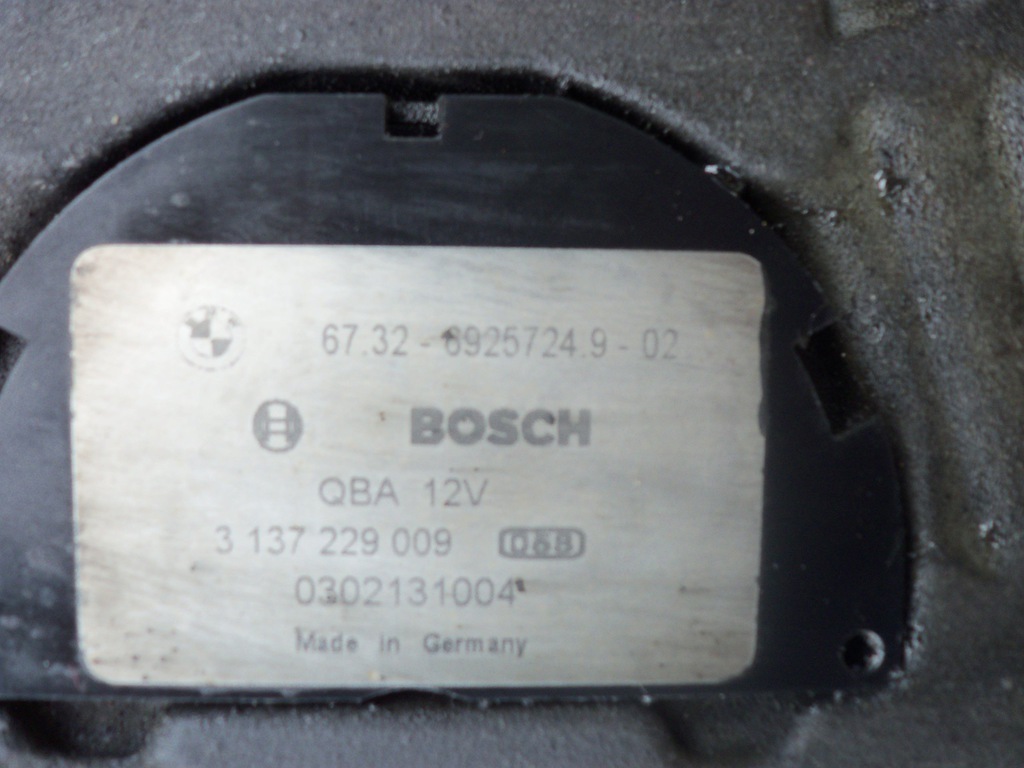 67.32 - 6925724.9 - 02
BOSCH
QBA 12V
3 137 229 009
0302131004
Made in Germany